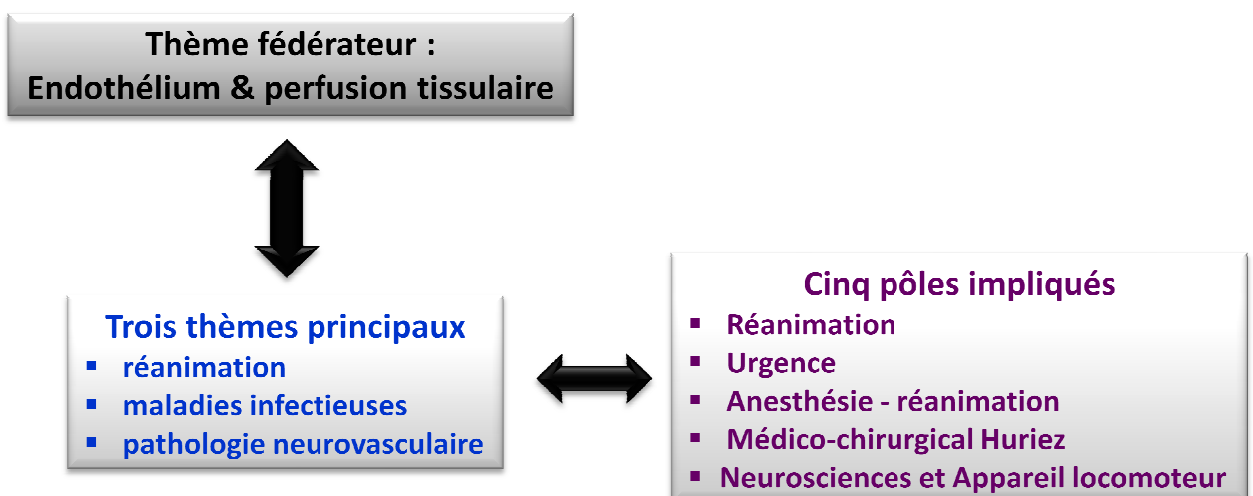 Thème fédérateur :
Endothélium & perfusion tissulaire
Trois thèmes principaux
▪ réanimation
▪ maladies infectieuses
▪ pathologie neurovasculaire
Cinq pôles impliqués
▪ Réanimation
▪ Urgence
▪ Anesthésie - réanimation
▪ Médico-chirurgical Huriez
▪ Neurosciences et Appareil locomoteur